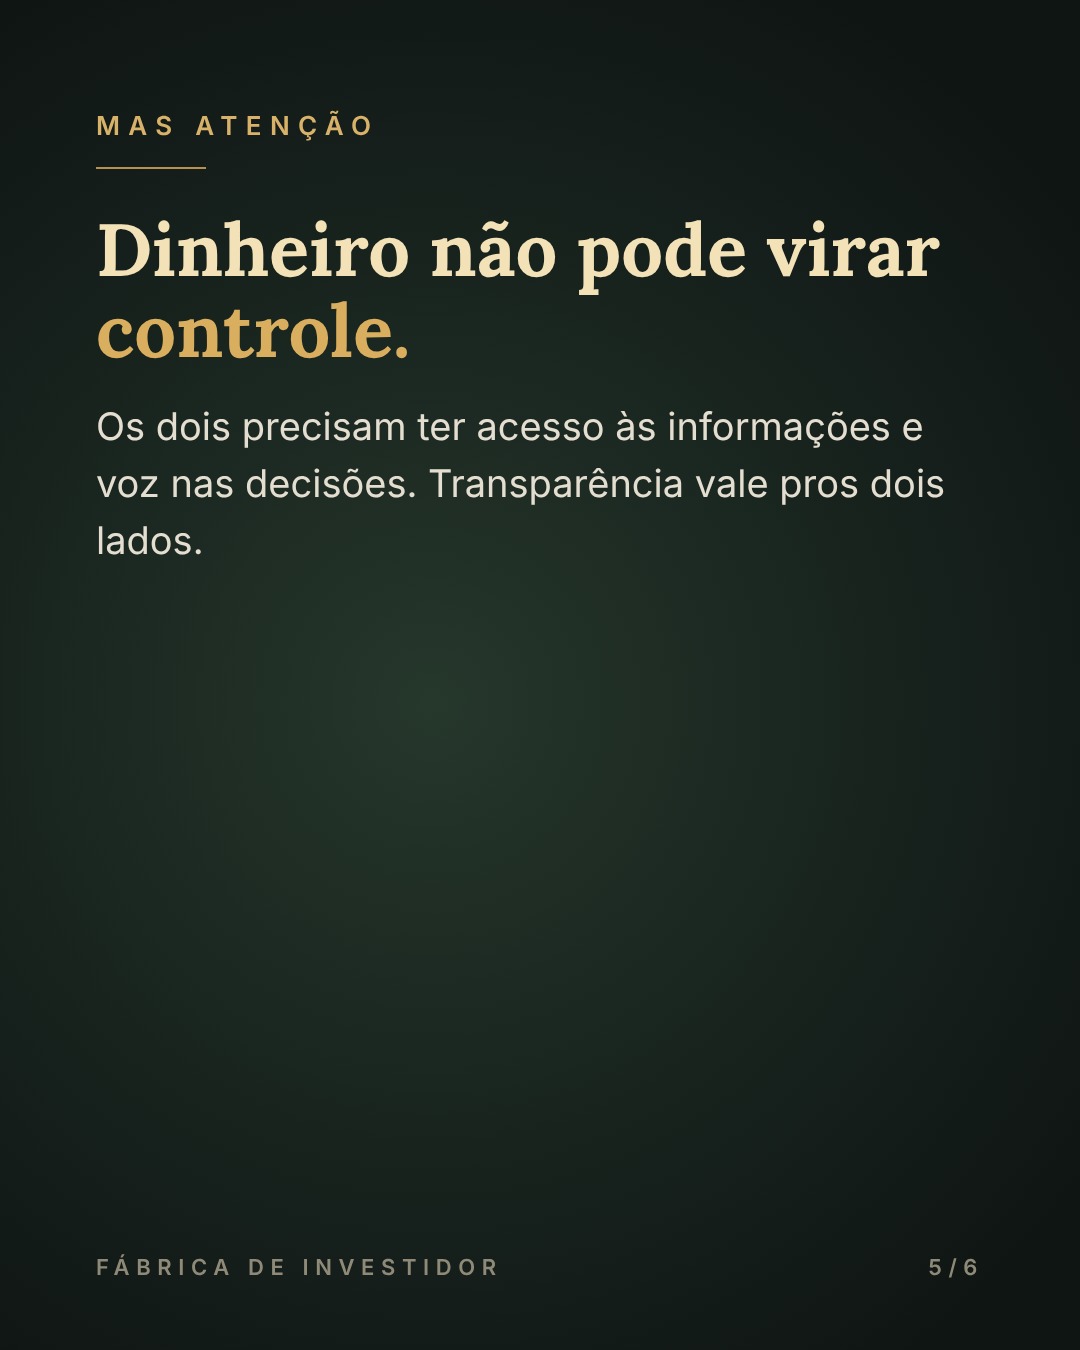 MAS ATENÇÃO
Dinheiro não pode virar
controle.
Os dois precisam ter acesso às informações e
voz nas decisões. Transparência vale pros dois
lados.
FÁBRICA DE INVESTIDOR
5/6